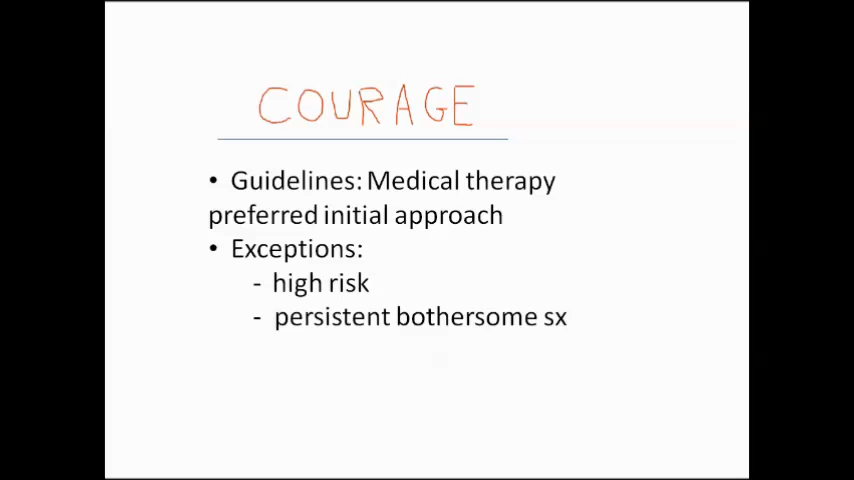 COURAGE
• Guidelines: Medical therapy
preferred initial approach
• Exceptions:
- high risk
- persistent bothersome sx